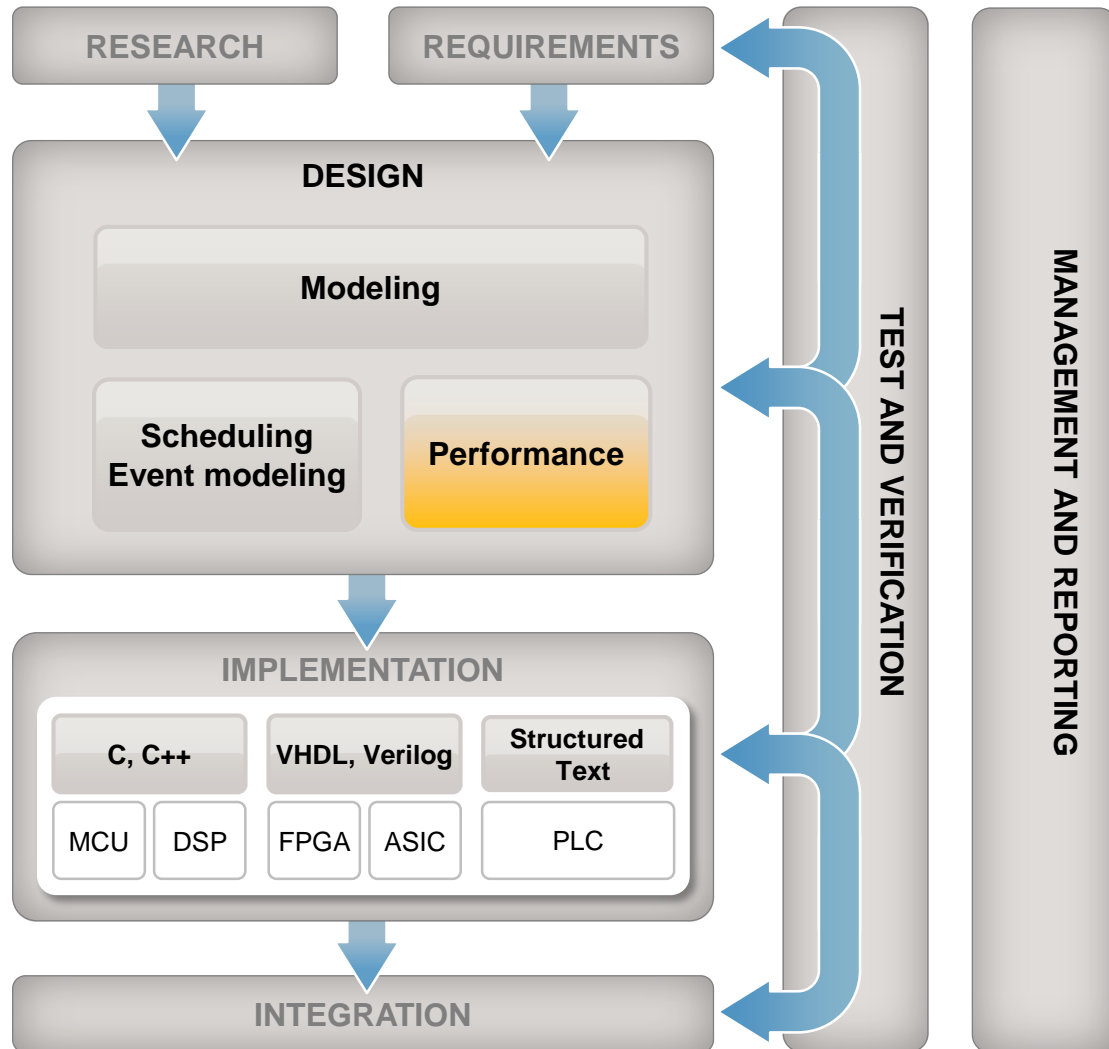 RESEARCH
REQUIREMENTS
DESIGN
Modeling
Scheduling
Event modeling
Performance
IMPLEMENTATION
C, C++
VHDL, Verilog
Structured
Text
MCU
DSP
FPGA
ASIC
PLC
INTEGRATION
TEST AND VERIFICATION
MANAGEMENT AND REPORTING